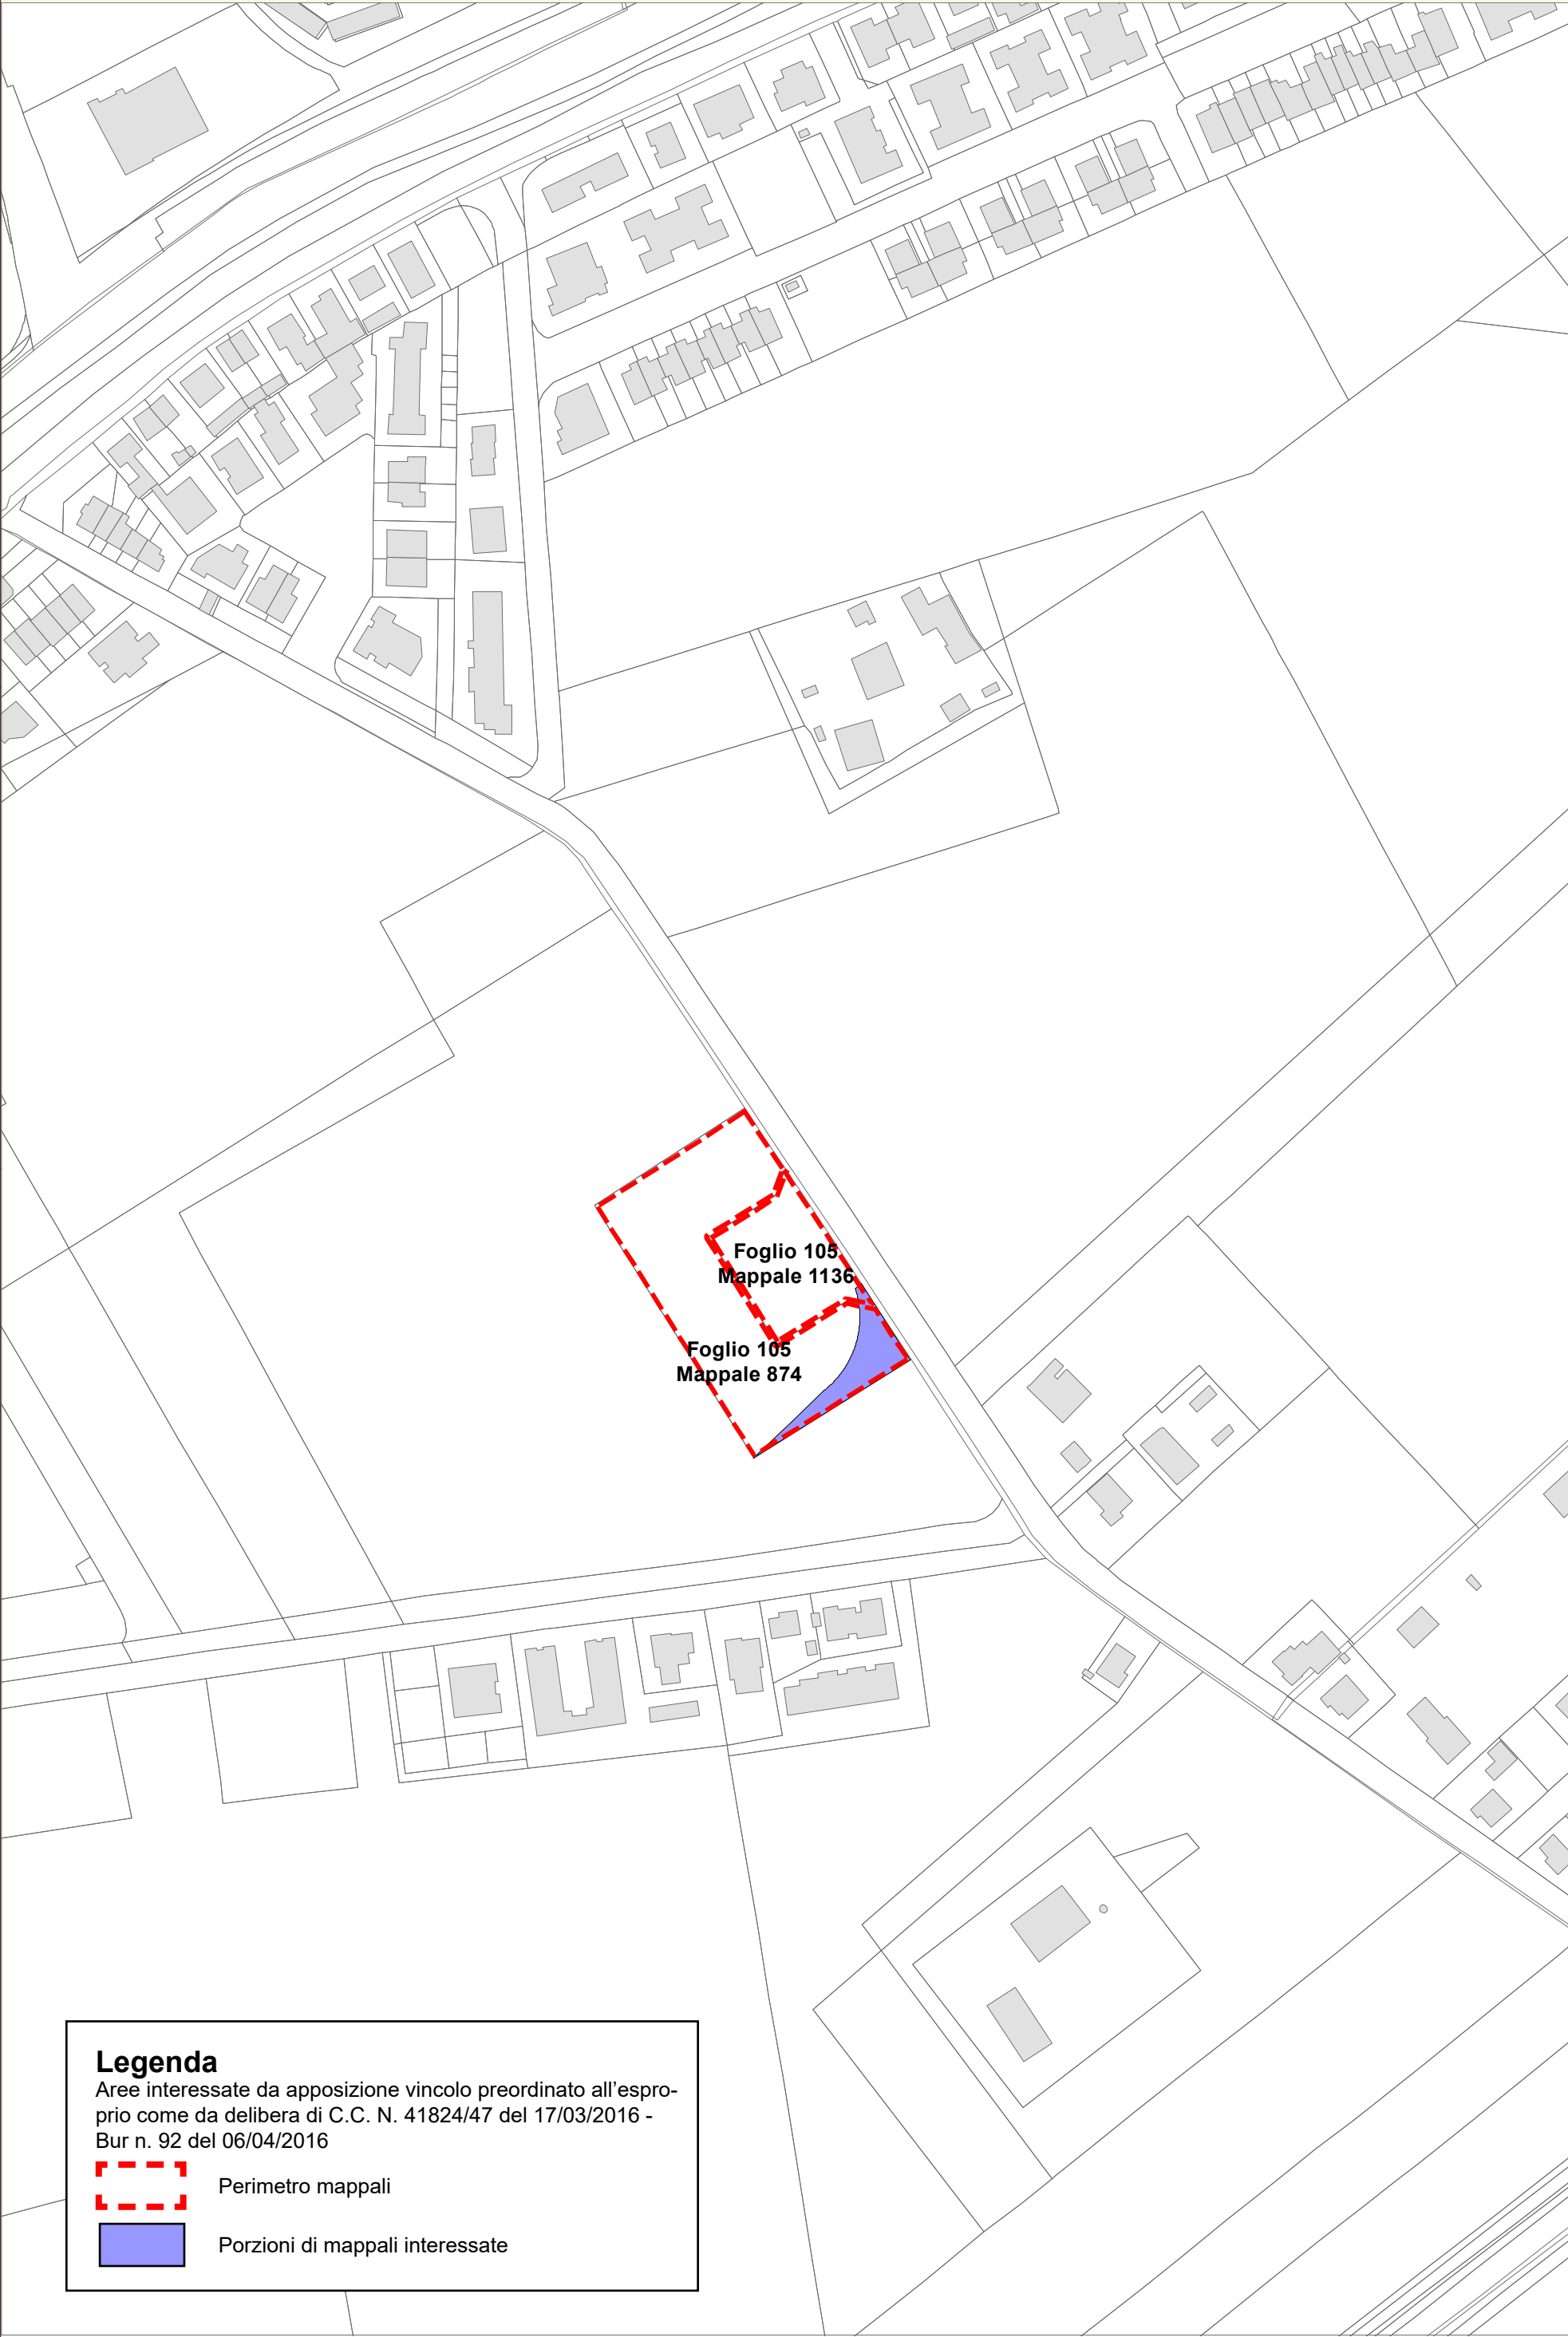 Foglio 105
Mappale 1136
Foglio 105
Mappale 874
Legenda
Aree interessate da apposizione vincolo preordinato all’espro-
prio come da delibera di C.C. N. 41824/47 del 17/03/2016 -
Bur n. 92 del 06/04/2016
Perimetro mappali
Porzioni di mappali interessate